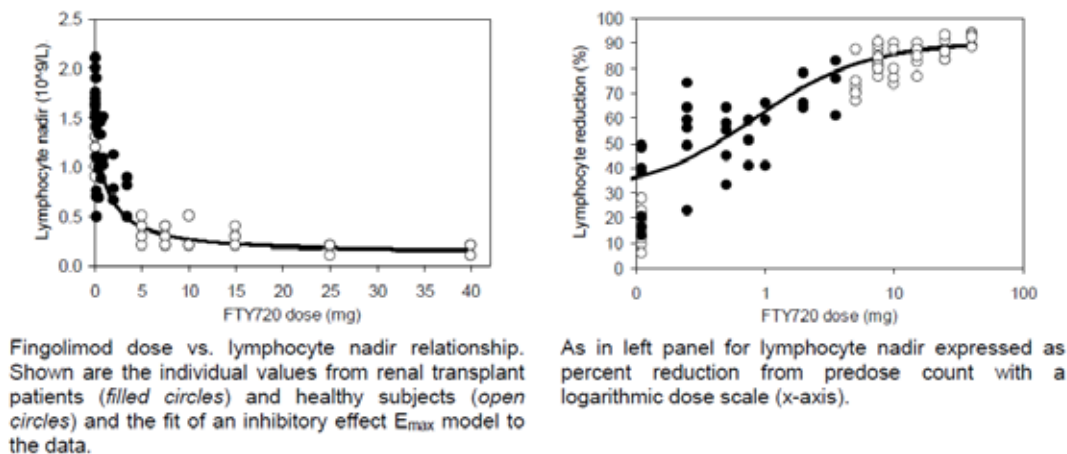 2.5
2.0
1.5
1.0
0.5
0.0
Lymphocyte nadir (10^9/L)
0 5 10 15 20 25 30 35 40
FTY720 dose (mg)
Fingolimod dose vs. lymphocyte nadir relationship.
Shown are the individual values from renal transplant
patients (filled circles) and healthy subjects (open
circles) and the fit of an inhibitory effect Emax model to
the data.
100
90
80
70
60
50
40
30
20
10
0
Lymphocyte reduction (%)
0 1 10 100
FTY720 dose (mg)
As in left panel for lymphocyte nadir expressed as
percent reduction from predose count with a
logarithmic dose scale (x-axis).